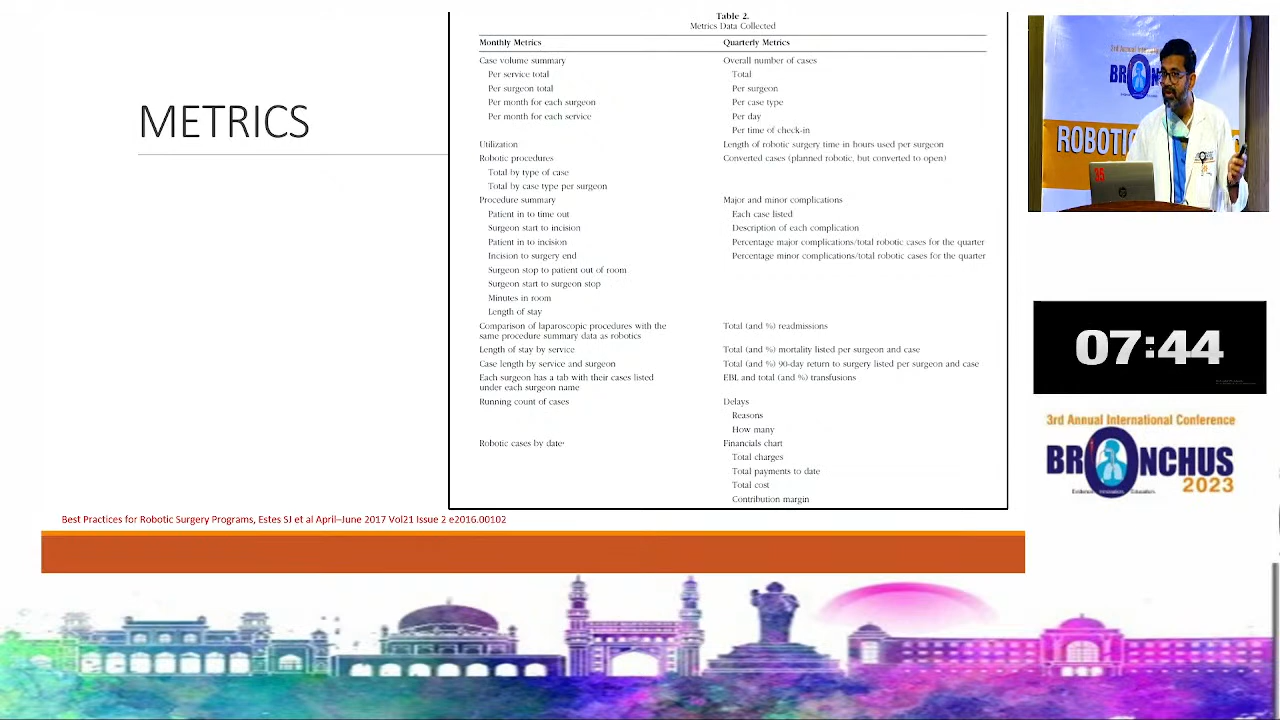 METRICS
Table 2.
Metrics Data Collected
Monthly Metrics Quarterly Metrics
Case volume summary Overall number of cases
Per service total Total
Per surgeon total Per surgeon
Per month for each surgeon Per case type
Per month for each service Per day
Per time of check-in
Utilization Length of robotic surgery time in hours used per surgeon
Robotic procedures Converted cases (planned robotic, but converted to open)
Total by type of case
Total by case type per surgeon
Procedure summary Major and minor complications
Patient in to time out Each case listed
Surgeon start to incision Description of each complication
Patient in to incision Percentage major complications/total robotic cases for the quarter
Incision to surgery end Percentage minor complications/total robotic cases for the quarter
Surgeon stop to patient out of room
Surgeon start to surgeon stop
Minutes in room
Length of stay
Comparison of laparoscopic procedures with the Total (and %) readmissions
same procedure summary data as robotics
Length of stay by service Total (and %) mortality listed per surgeon and case
Case length by service and surgeon Total (and %) 90-day return to surgery listed per surgeon and case
Each surgeon has a tab with their cases listed EBL and total (and %) transfusions
under each surgeon name
Running count of cases Delays
Reasons
How many
Robotic cases by date Financials chart
Total charges
Total payments to date
Total cost
Contribution margin
Best Practices for Robotic Surgery Programs, Estes SJ et al April–June 2017 Vol21 Issue 2 e2016.00102
3rd Annual
ROBOTIC
36
07:44
3rd Annual International Conference
BRONCHUS
2023
Evidence Innovation Education